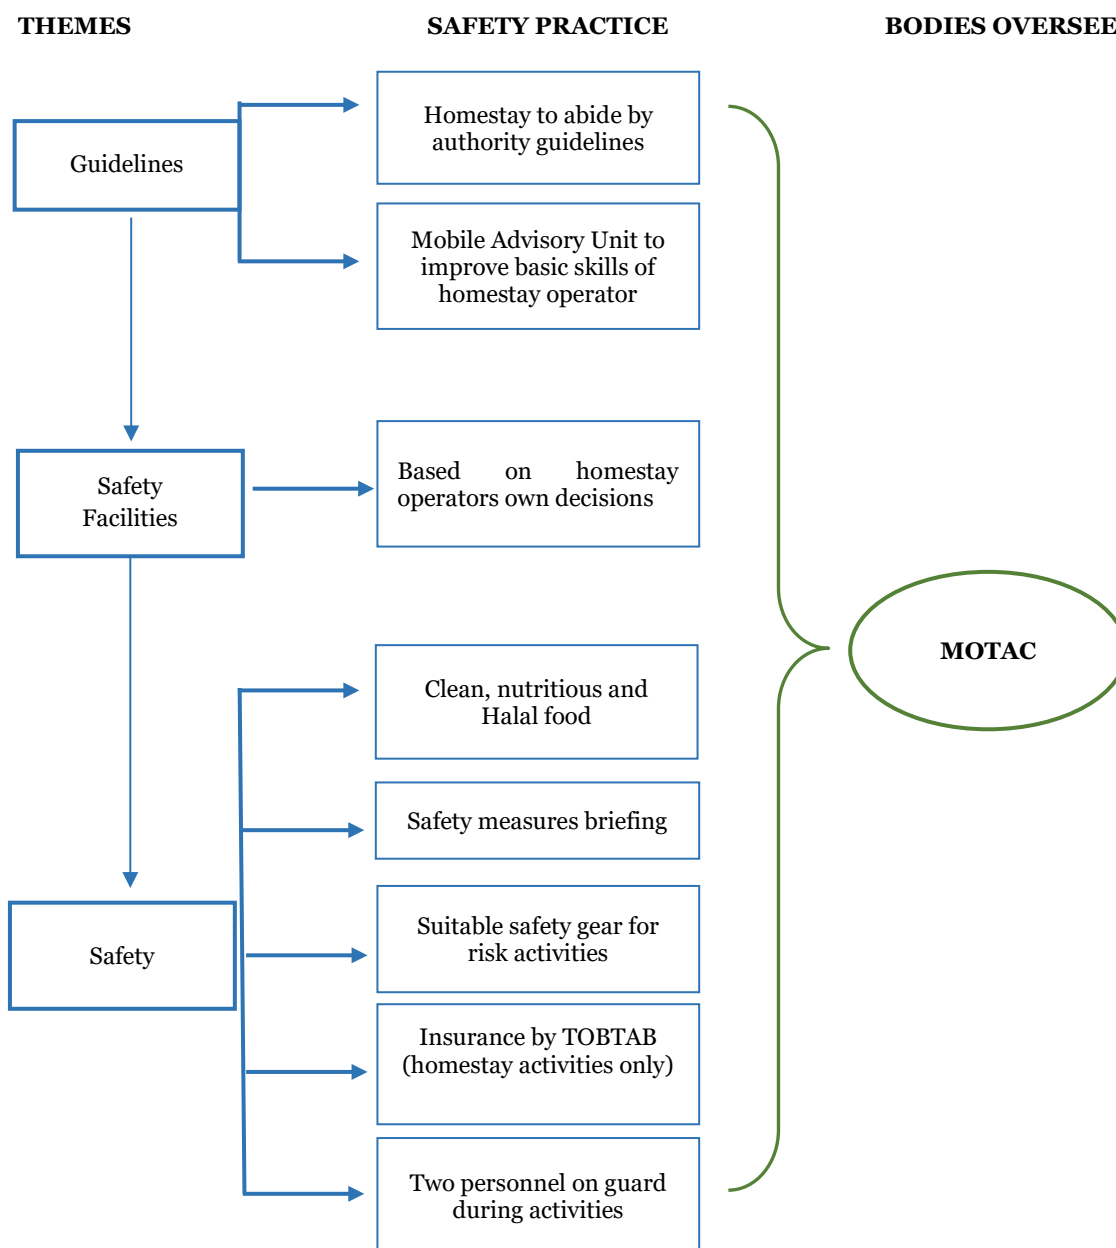 THEMES
SAFETY PRACTICE
BODIES OVERSEE
Homestay to abide by
authority guidelines
Guidelines
Mobile Advisory Unit to
improve basic skills of
homestay operator
Safety
Facilities
Based on homestay
operators own decisions
MOTAC
Clean, nutritious and
Halal food
Safety measures briefing
Safety
Suitable safety gear for
risk activities
Insurance by TOBTAB
(homestay activities only)
Two personnel on guard
during activities